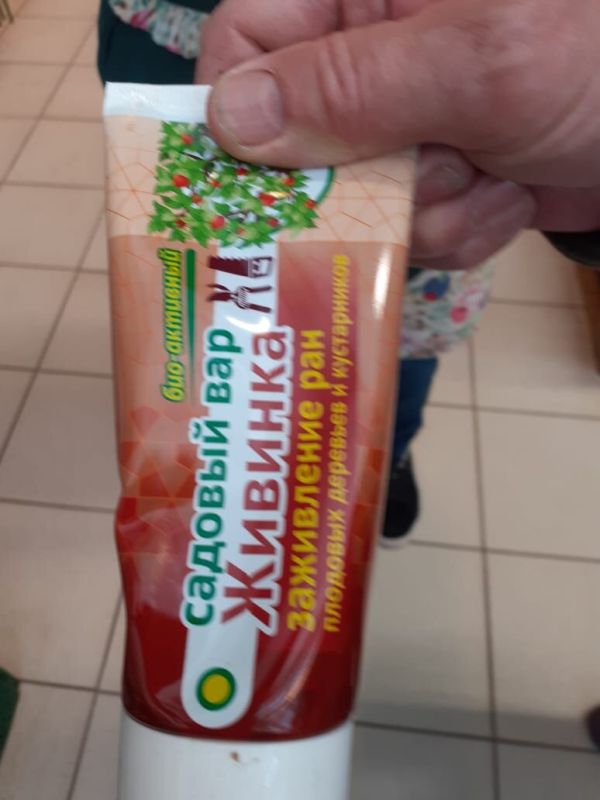 био-активный
садовый вар
Живинка
заживление ран
плодовых деревьев и кустарников